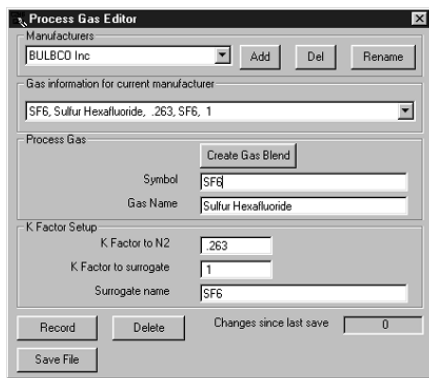 Process Gas Editor
Manufacturers
BULBCO Inc
Add Del Rename
Gas information for current manufacturer
SF6, Sulfur Hexafluoride, .263, SF6, 1
Process Gas
Create Gas Blend
Symbol SF6
Gas Name Sulfur Hexafluoride
K Factor Setup
K Factor to N2 .263
K Factor to surrogate 1
Surrogate name SF6
Record Delete Changes since last save 0
Save File